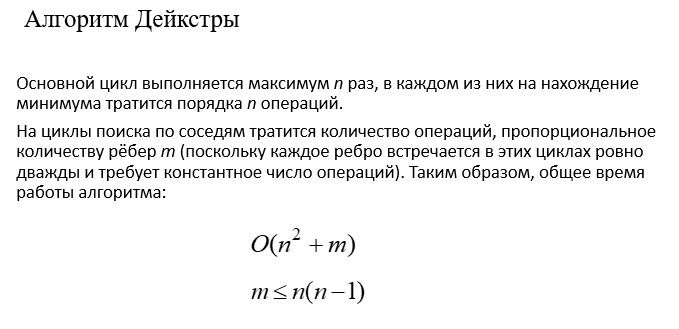 Алгоритм Дейкстры
Основной цикл выполняется максимум n раз, в каждом из них на нахождение
минимума тратится порядка n операций.
На циклы поиска по соседям тратится количество операций, пропорциональное
количеству рёбер m (поскольку каждое ребро встречается в этих циклах ровно
дважды и требует константное число операций). Таким образом, общее время
работы алгоритма:
O(n² + m)
m ≤ n(n−1)